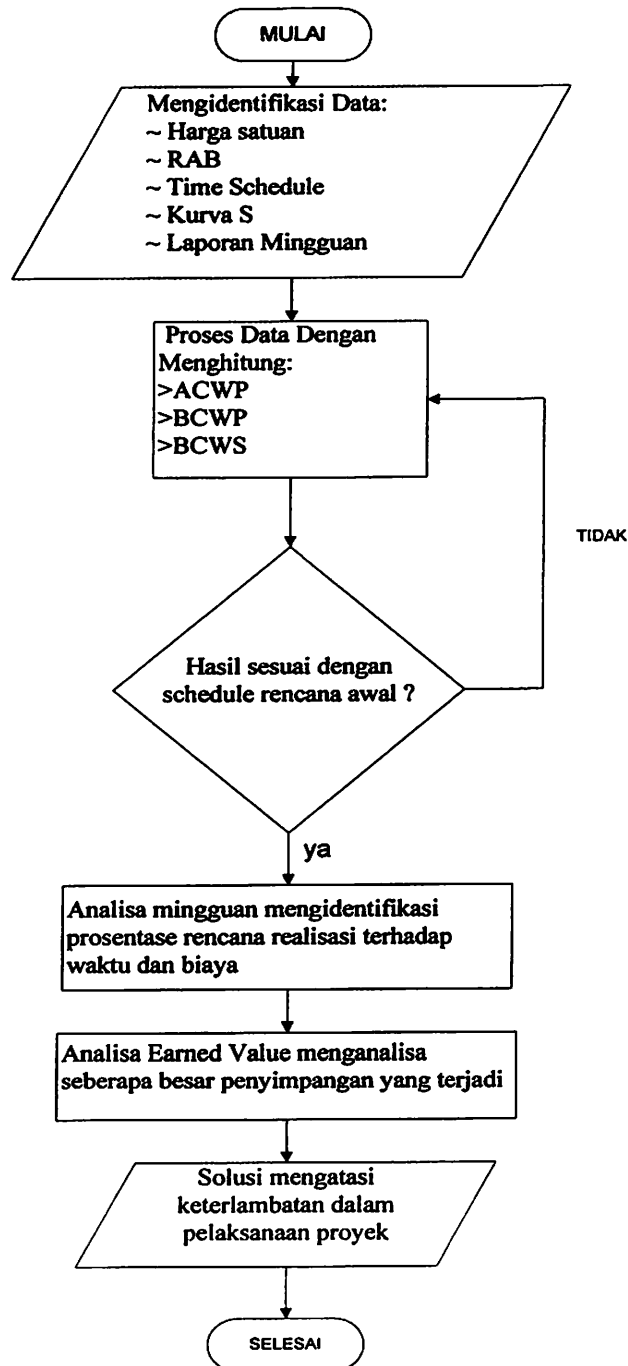 MULAI
Mengidentifikasi Data:
~ Harga satuan
~ RAB
~ Time Schedule
~ Kurva S
~ Laporan Mingguan
Proses Data Dengan
Menghitung:
>ACWP
>BCWP
>BCWS
TIDAK
Hasil sesuai dengan
schedule rencana awal ?
ya
Analisa mingguan mengidentifikasi
prosentase rencana realisasi terhadap
waktu dan biaya
Analisa Earned Value menganalisa
seberapa besar penyimpangan yang terjadi
Solusi mengatasi
keterlambatan dalam
pelaksanaan proyek
SELESAI